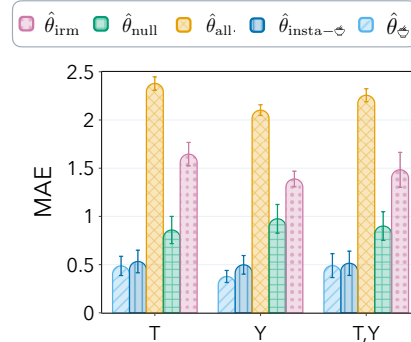 θ̂irm θ̂null θ̂all· θ̂insta− θ̂
2.5
2
1.5
1
0.5
0
MAE
T Y T,Y